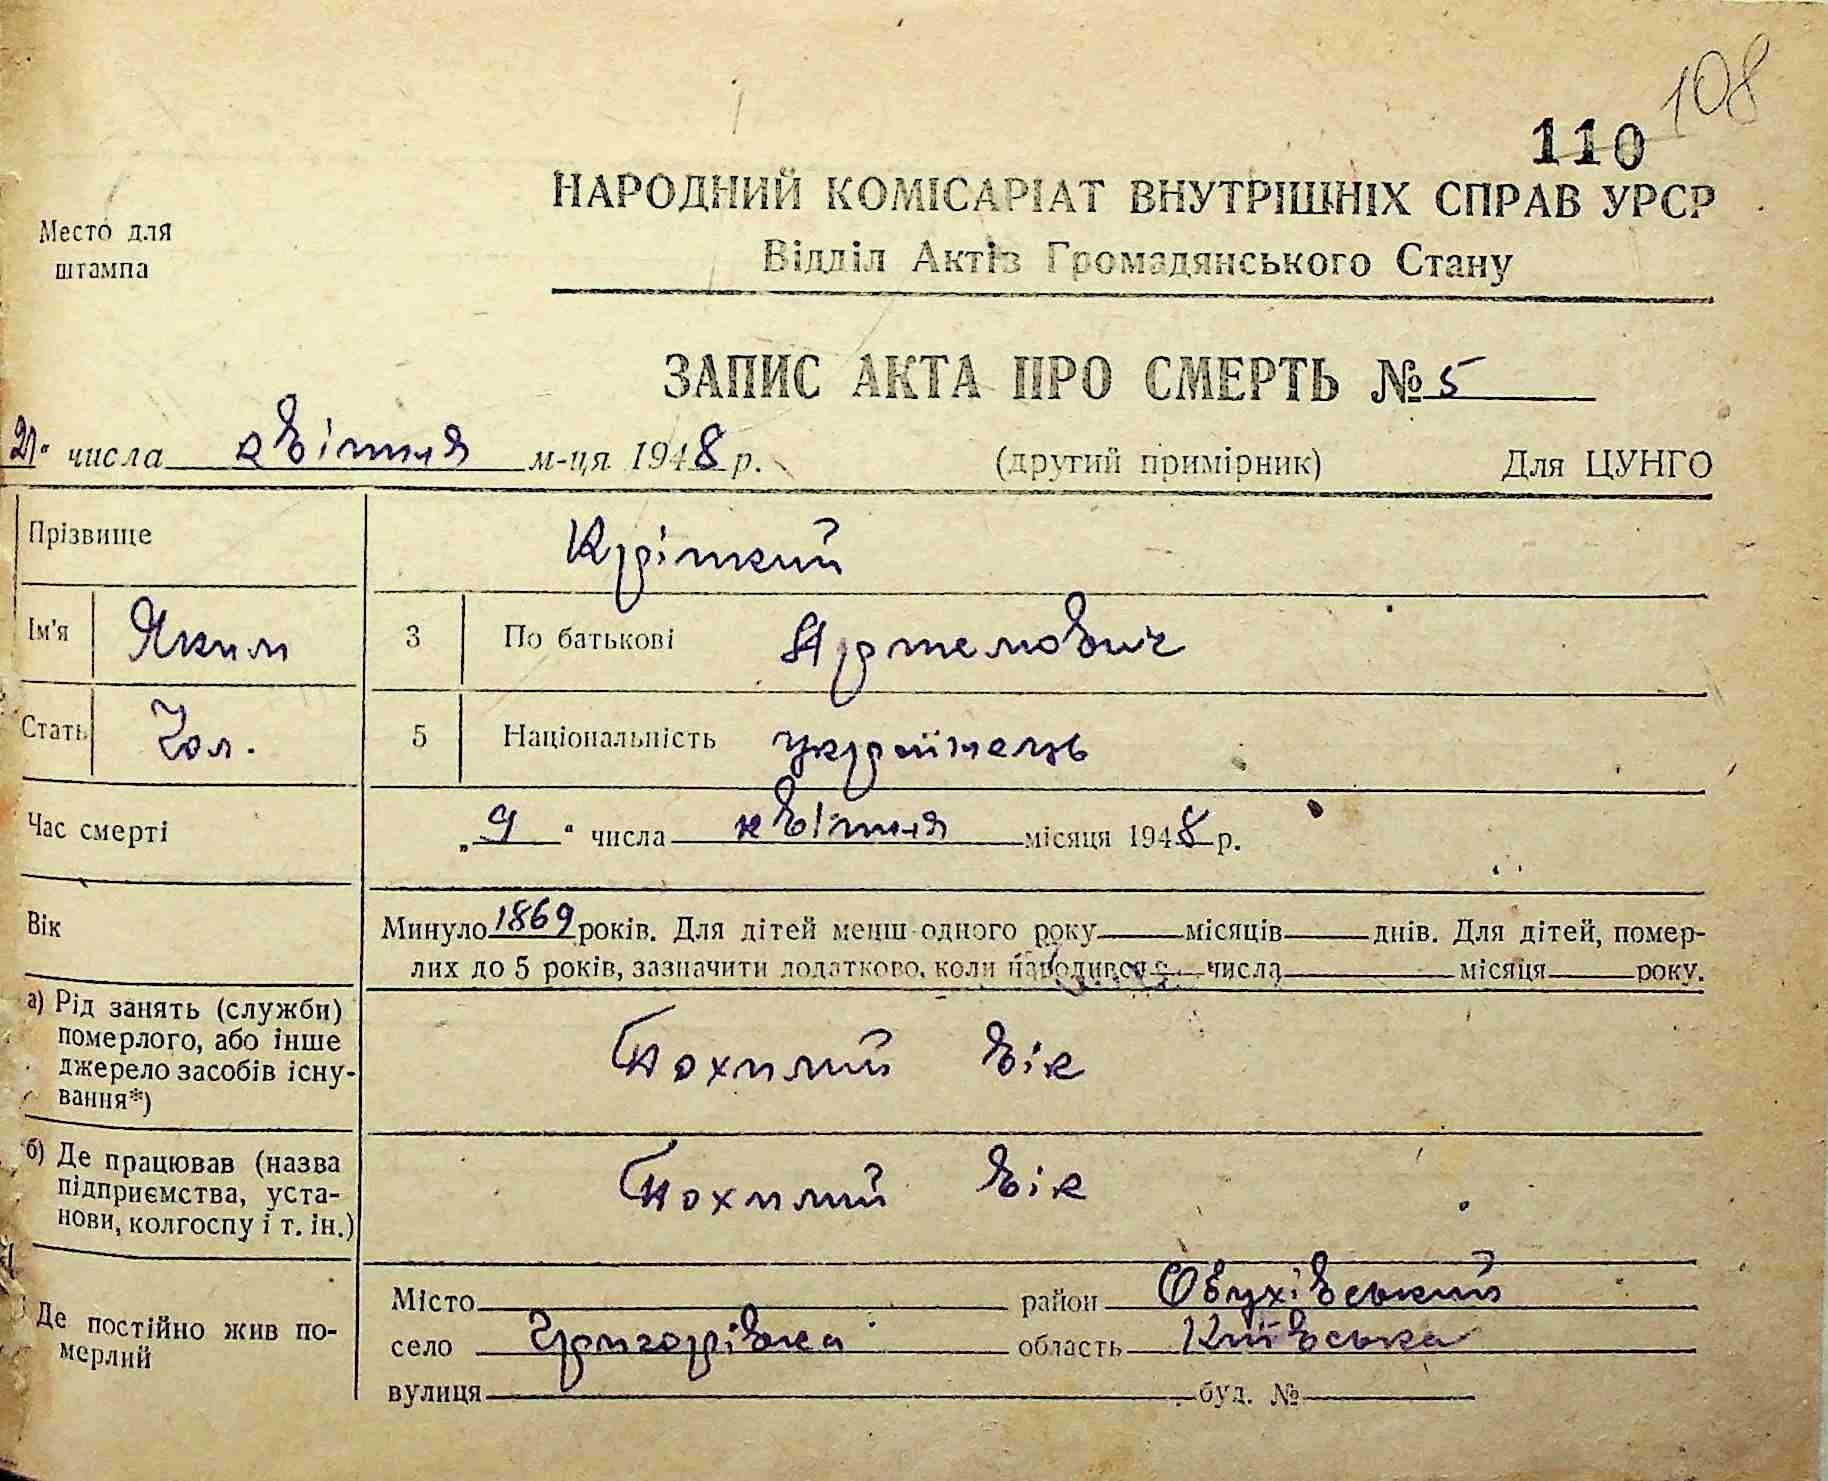 108
110
НАРОДНИЙ КОМІСАРІАТ ВНУТРІШНІХ СПРАВ УРСР
Место для
штампа
Відділ Актів Громадянського Стану
ЗАПИС АКТА ПРО СМЕРТЬ № 5
21" числа квітня м-ця 1948 р. (другий примірник) Для ЦУНГО
Прізвище Кріткий
Ім'я Яким 3 По батькові Артемович
Стать Чол. 5 Національність українець
Час смерті „9" числа квітня місяця 1948 р.
Вік Минуло 1869 років. Для дітей менш одного року місяців днів. Для дітей, помер-
лих до 5 років, зазначити додатково, коли народився числа місяця року.
а) Рід занять (служби)
померлого, або інше
джерело засобів існу-
вання*)
Похилий вік
б) Де працював (назва
підприємства, уста-
нови, колгоспу і т. ін.)
Похилий вік
Де постійно жив по-
мерлий
Місто район Обухівський
село Григорівка область Київська
вулиця буд. №